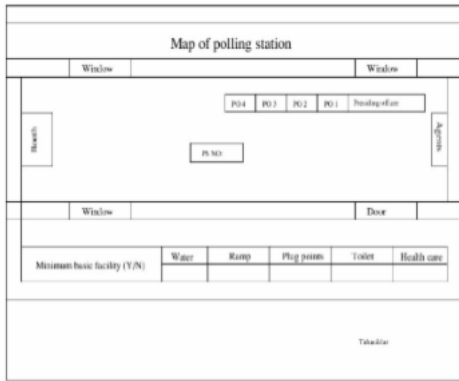 Map of polling station
Window Window
PO 4 PO 3 PO 2 PO 1 Presiding officer
Agents
PS NO:
Window Door
Minimum basic facility (Y/N) Water Ramp Plug points Toilet Health care
Tahasildar